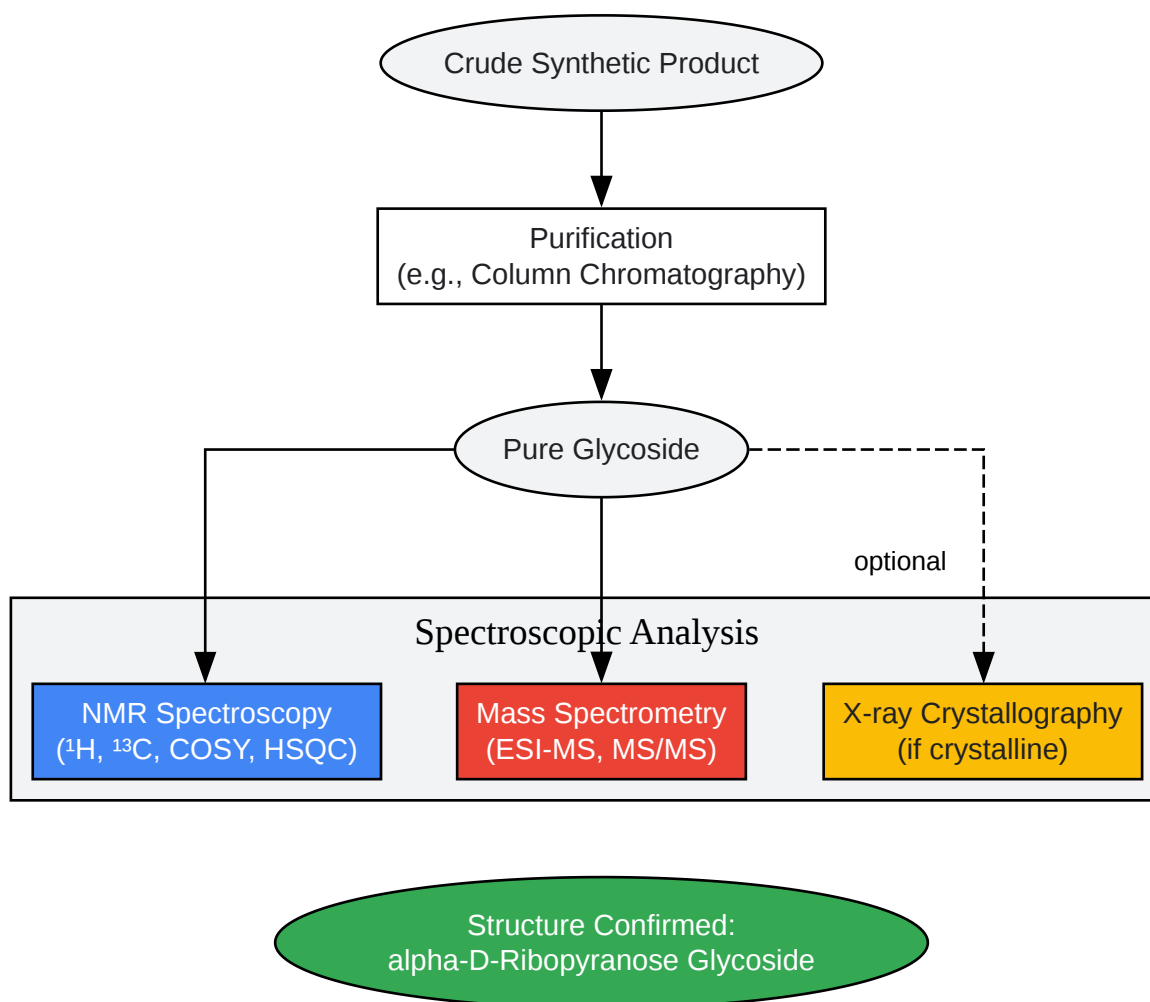 Crude Synthetic Product
Purification
(e.g., Column Chromatography)
Pure Glycoside
optional
Spectroscopic Analysis
NMR Spectroscopy
(¹H, ¹³C, COSY, HSQC)
Mass Spectrometry
(ESI-MS, MS/MS)
X-ray Crystallography
(if crystalline)
Structure Confirmed:
alpha-D-Ribopyranose Glycoside